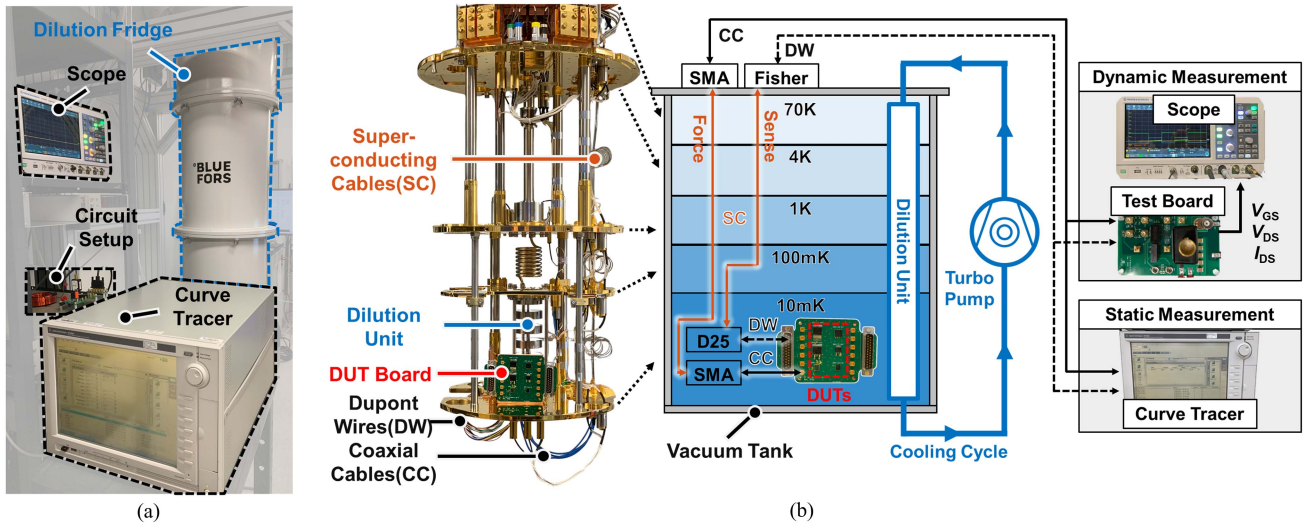 Dilution Fridge
Scope
°BLUE
FORS
Circuit
Setup
Curve
Tracer
(a)
Super-
conducting
Cables(SC)
Dilution
Unit
DUT Board
Dupont
Wires(DW)
Coaxial
Cables(CC)
CC
DW
SMA
Fisher
70K
4K
1K
100mK
10mK
Force
Sense
SC
D25
DW
CC
SMA
DUTs
Vacuum Tank
Dilution Unit
Turbo
Pump
Cooling Cycle
(b)
Dynamic Measurement
Scope
Test Board
VGS
VDS
IDS
Static Measurement
Curve Tracer